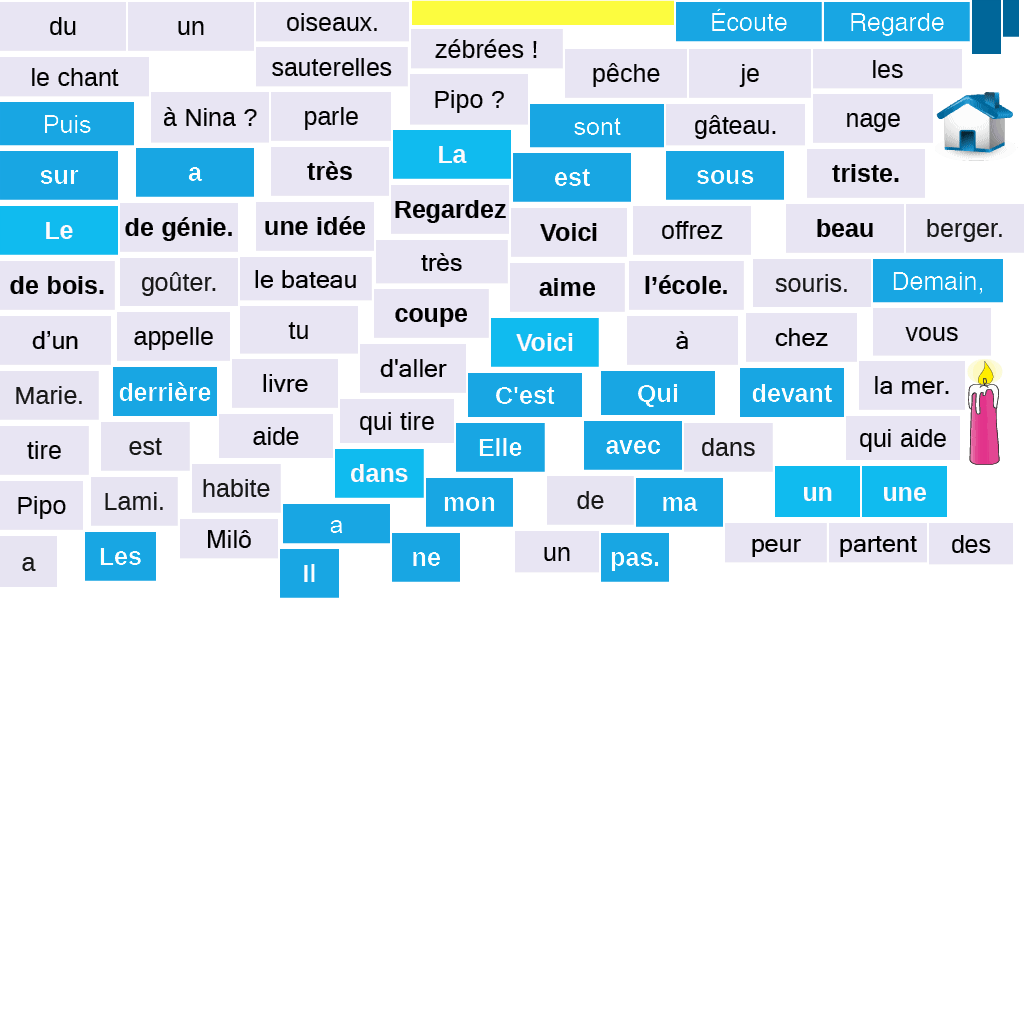 du un oiseaux. Écoute Regarde
zébrées !
le chant sauterelles pêche je les
Puis à Nina ? parle Pipo ? sont gâteau. nage
sur a très La est sous triste.
Le de génie. une idée Regardez Voici offrez beau berger.
de bois. goûter. le bateau très aime l'école. souris. Demain,
d'un appelle tu coupe Voici à chez vous
Marie. derrière livre d'aller C'est Qui devant la mer.
tire est aide qui tire Elle avec dans qui aide
Pipo Lami. habite dans mon de ma un une
a Les Milô a Il ne un pas. peur partent des